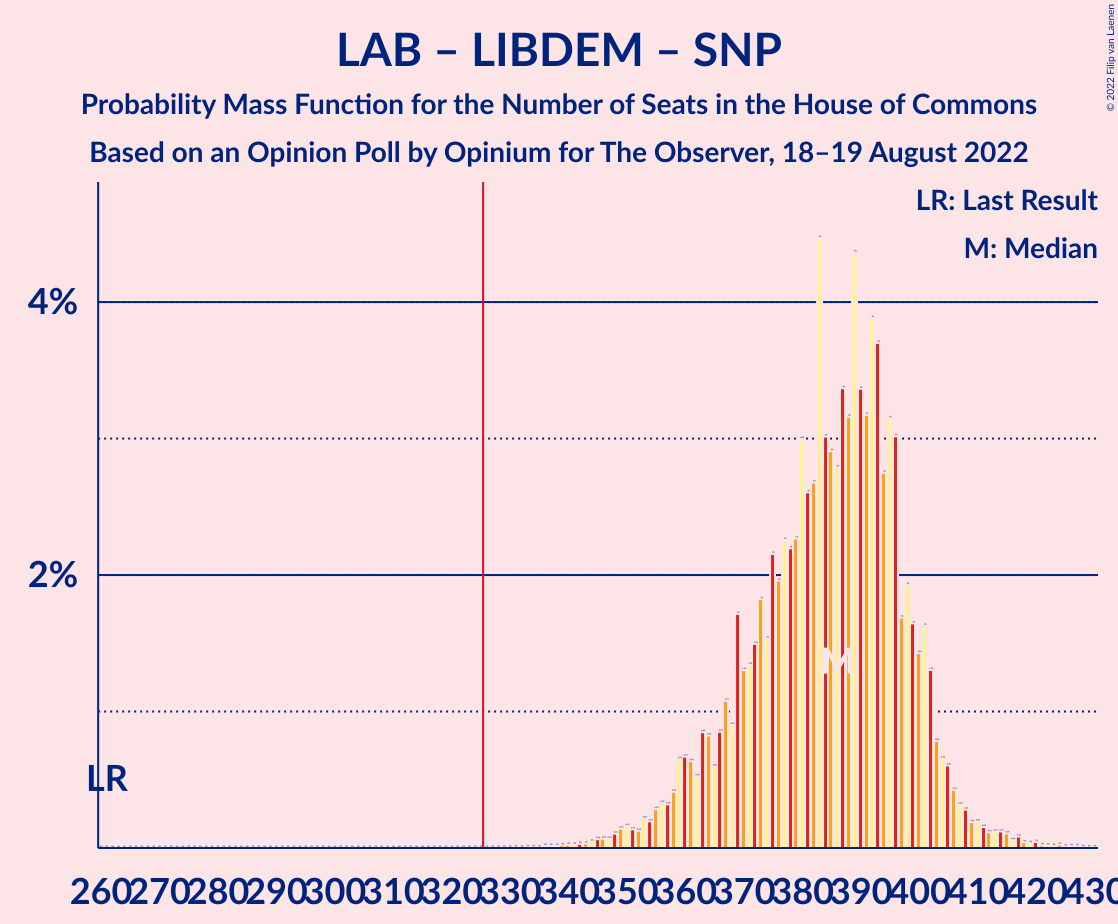 LAB – LIBDEM – SNP
Probability Mass Function for the Number of Seats in the House of Commons
Based on an Opinion Poll by Opinium for The Observer, 18–19 August 2022
© 2022 Filip van Laenen
LR: Last Result
M: Median
4%
2%
M
LR
260 270 280 290 300 310 320 330 340 350 360 370 380 390 400 410 420 430